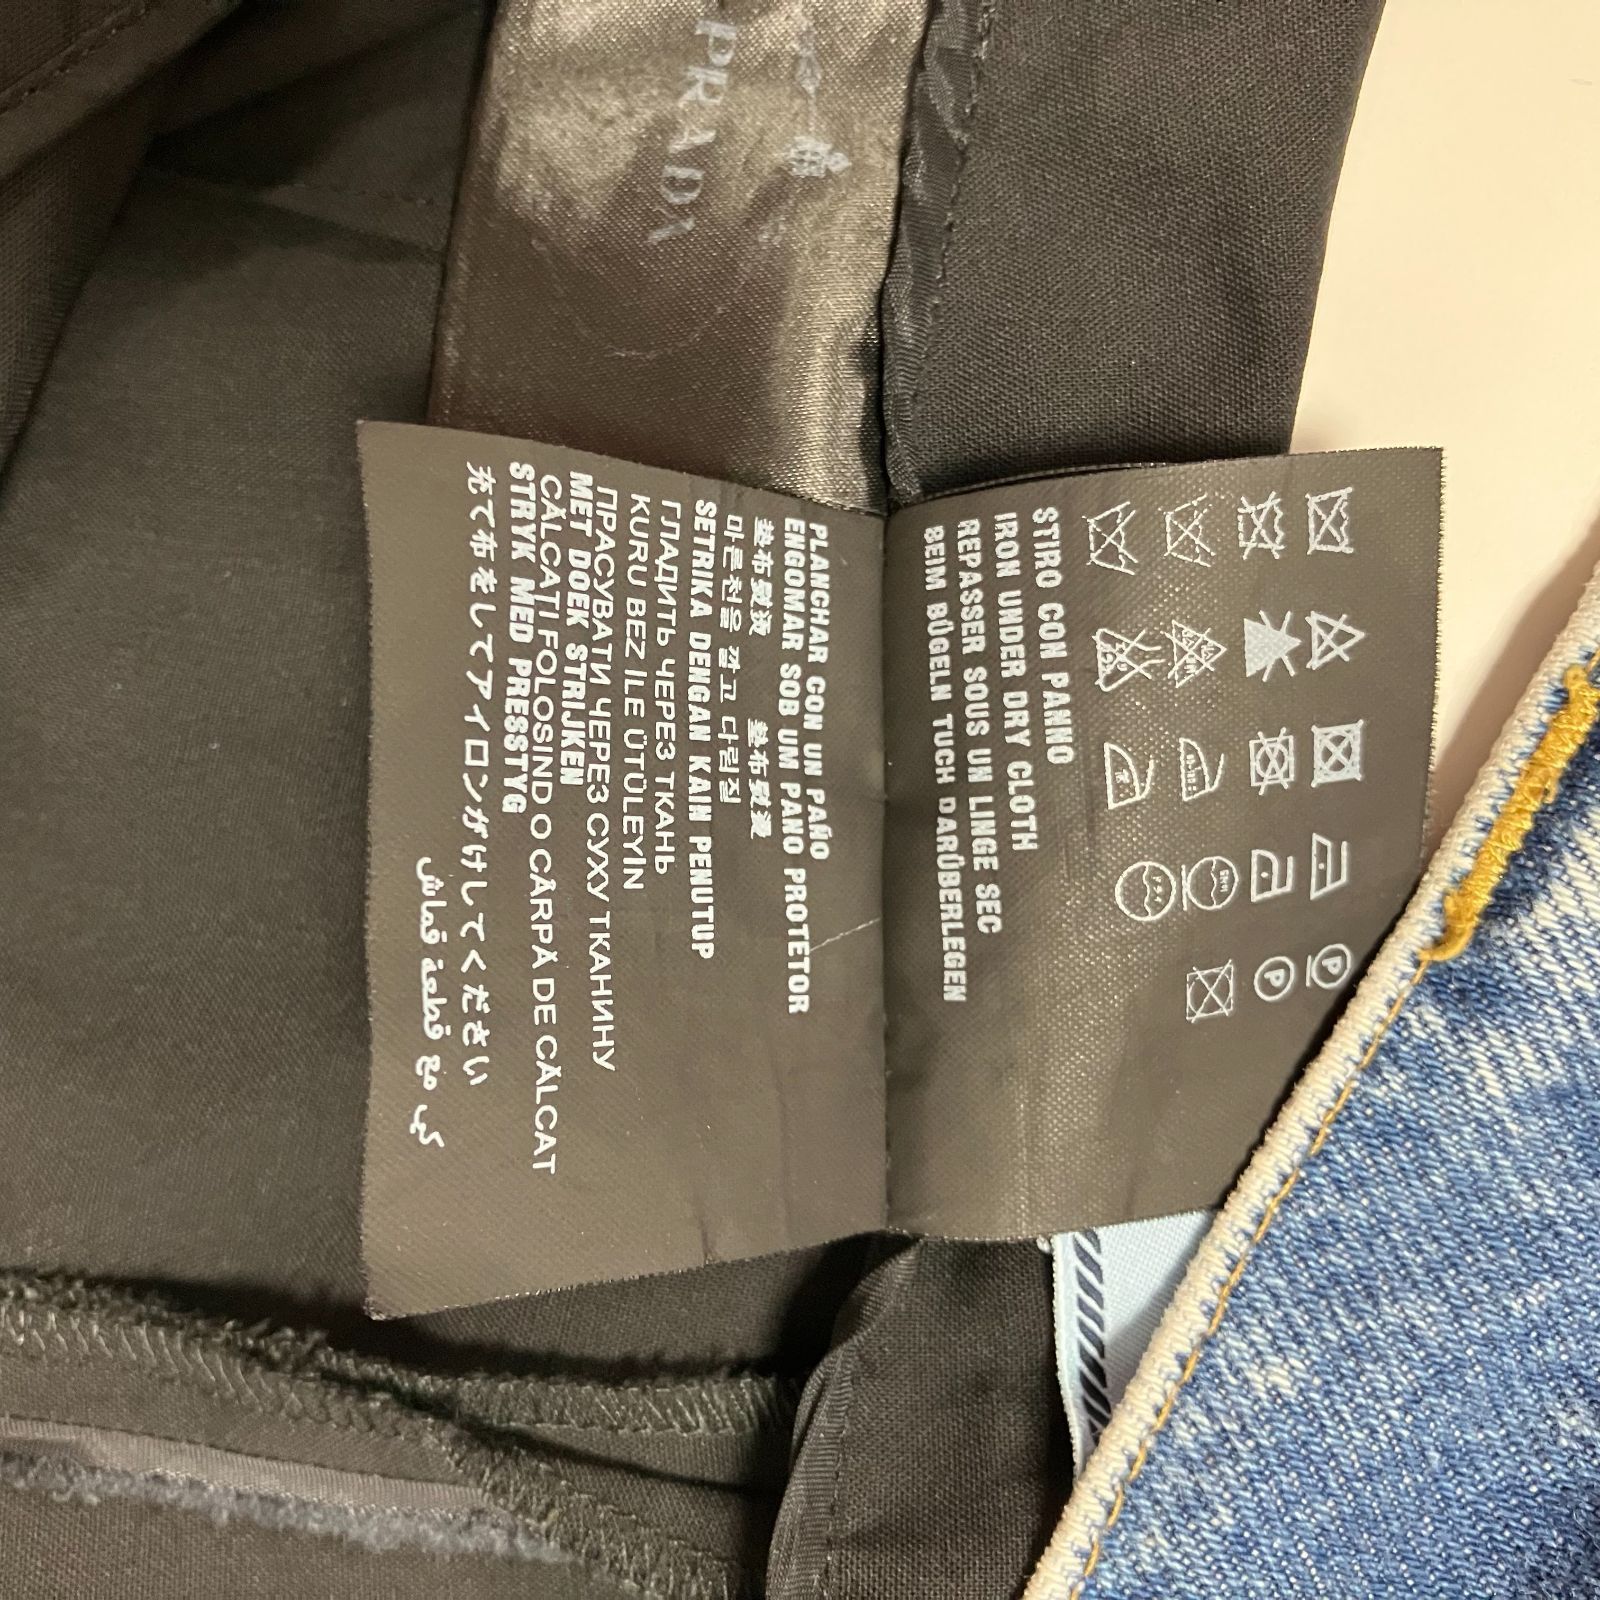 PRADA
STIRO CON PANNO
IRON UNDER DRY CLOTH
REPASSER SOUS UN LINGE SEC
BEIM BÜGELN TUCH DARÜBERLEGEN
PLANCHAR CON UN PAÑO
ENGOMAR SOB UM PANO PROTETOR
垫布熨烫 墊布熨燙
마른천을 깔고 다림질
SETRIKA DENGAN KAIN PENUTUP
ГЛАДИТЬ ЧЕРЕЗ ТКАНЬ
KURU BEZ İLE ÜTÜLEYİN
ПРАСУВАТИ ЧЕРЕЗ СУХУ ТКАНИНУ
MET DOEK STRIJKEN
CĂLCAȚI FOLOSIND O CÂRPĂ DE CĂLCAT
STRYK MED PRESSTYG
充て布をしてアイロンがけしてください
كي مع قطعة قماش
P
P